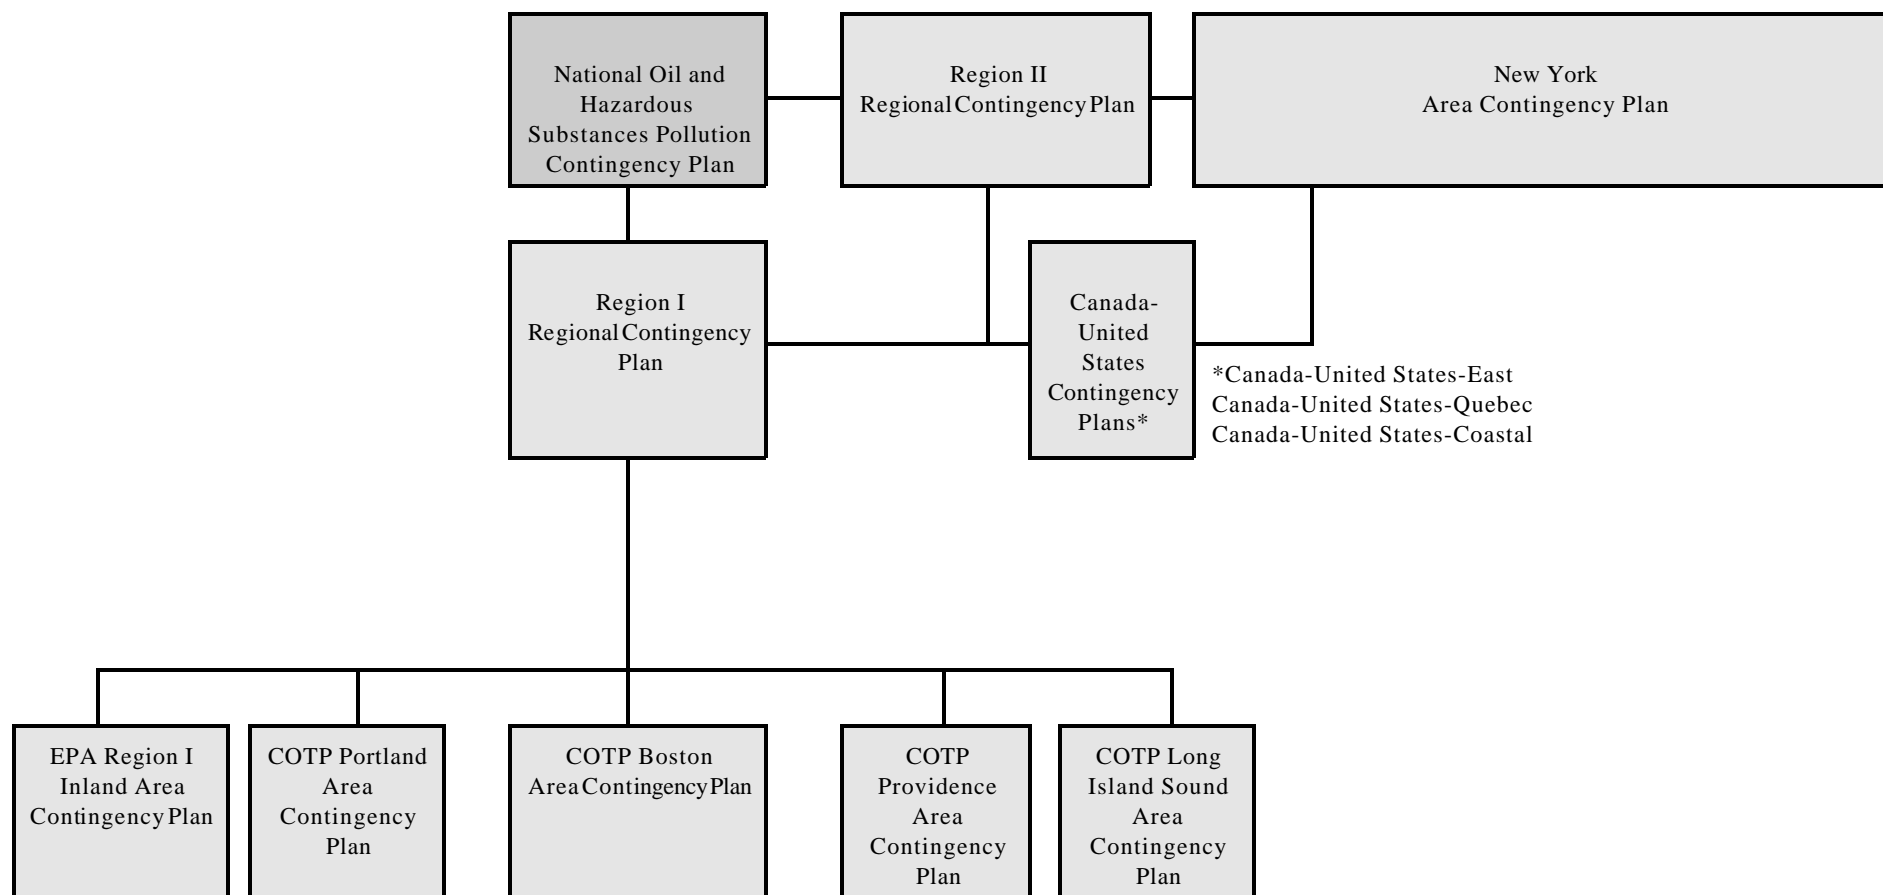 National Oil and
Hazardous
Substances Pollution
Contingency Plan
Region II
Regional Contingency Plan
New York
Area Contingency Plan
Region I
Regional Contingency
Plan
Canada-
United
States
Contingency
Plans*
*Canada-United States-East
Canada-United States-Quebec
Canada-United States-Coastal
EPA Region I
Inland Area
Contingency Plan
COTP Portland
Area
Contingency
Plan
COTP Boston
Area Contingency Plan
COTP
Providence
Area
Contingency
Plan
COTP Long
Island Sound
Area
Contingency
Plan